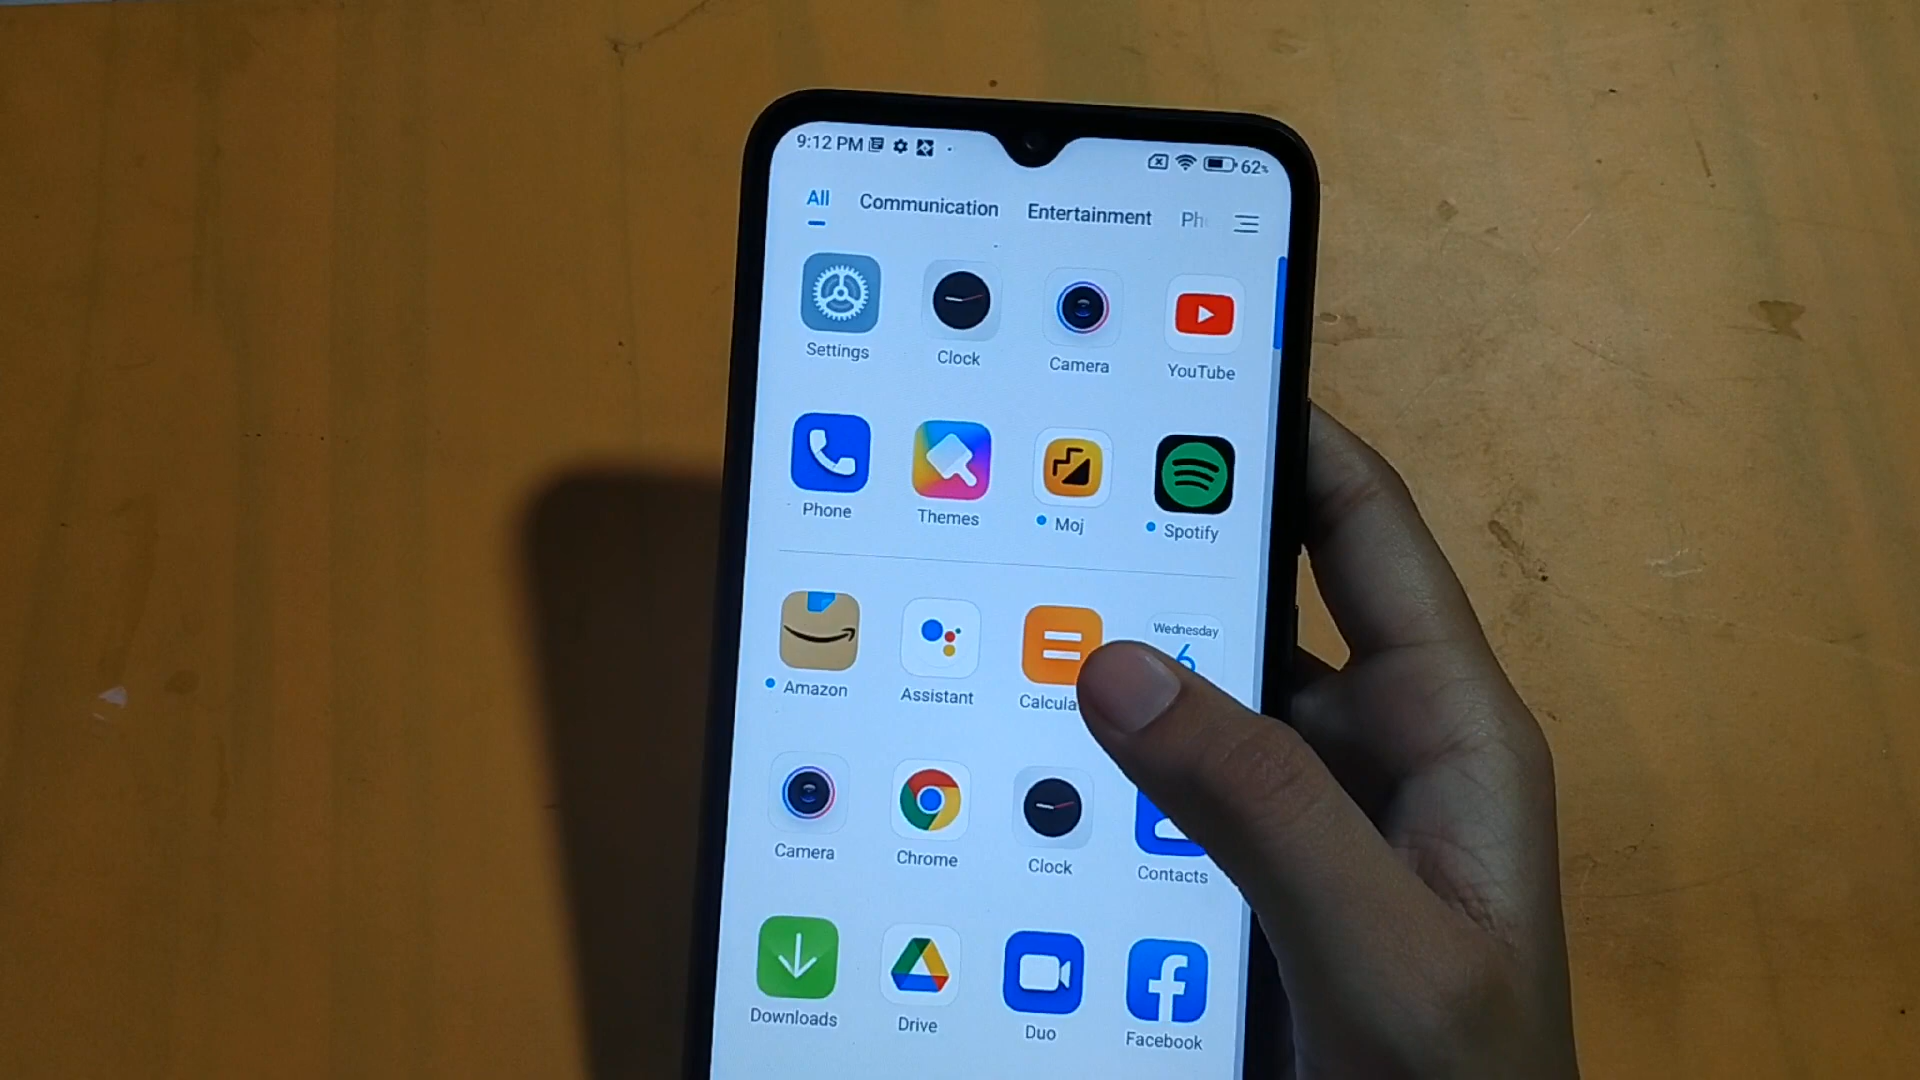 9:12 PM
62%
All Communication Entertainment
Settings Clock Camera YouTube
Phone Themes Moj Spotify
Wednesday
6
Amazon Assistant
Camera Chrome Clock Contacts
Downloads Drive Duo Facebook